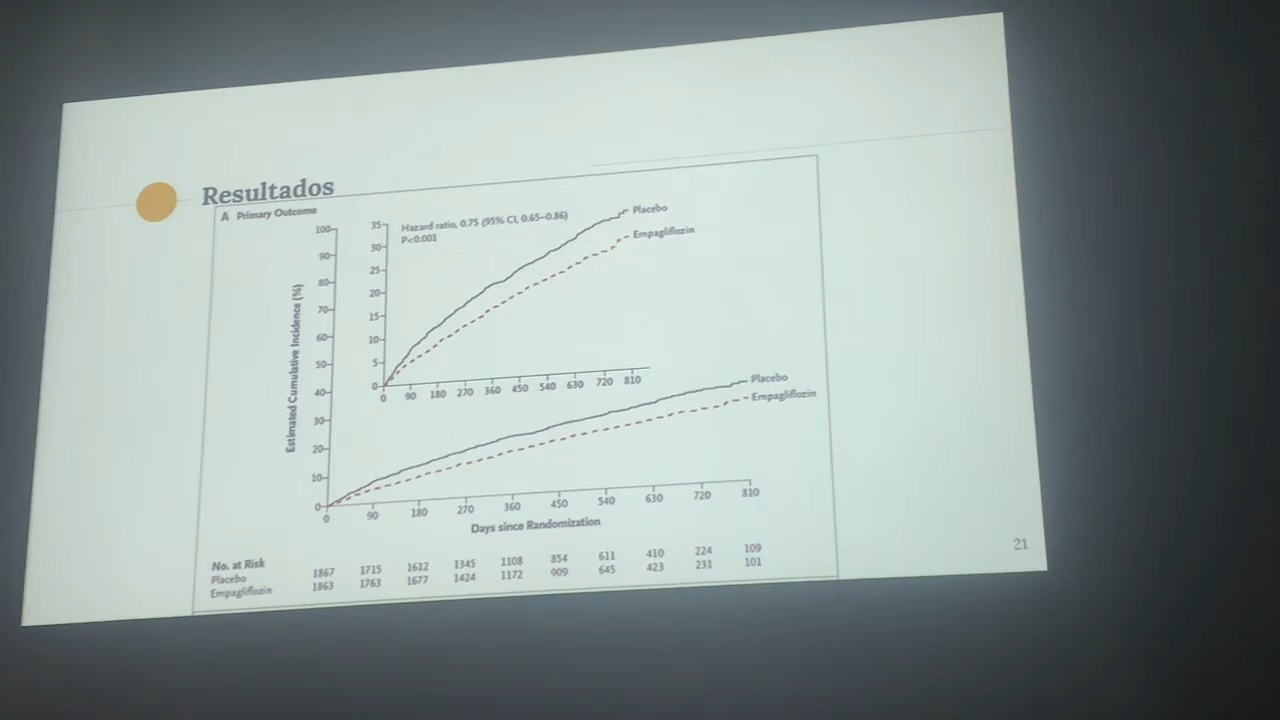 Resultados
A Primary Outcome
Hazard ratio, 0.75 (95% CI, 0.65–0.86)
P<0.001
Placebo
Empagliflozin
35
30
25
20
15
10
5
0
0 90 180 270 360 450 540 630 720 810
Estimated Cumulative Incidence (%)
100
90
80
70
60
50
40
30
20
10
0
Placebo
Empagliflozin
0 90 180 270 360 450 540 630 720 810
Days since Randomization
No. at Risk
Placebo 1867 1715 1612 1345 1108 854 611 410 224 109
Empagliflozin 1863 1763 1677 1424 1172 909 645 423 231 101
21